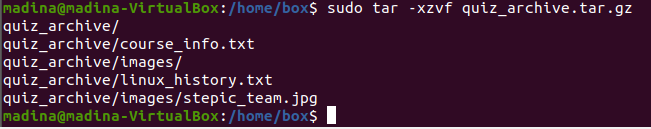 madina@madina-VirtualBox:/home/box$ sudo tar -xzvf quiz_archive.tar.gz
quiz_archive/
quiz_archive/course_info.txt
quiz_archive/images/
quiz_archive/linux_history.txt
quiz_archive/images/stepic_team.jpg
madina@madina-VirtualBox:/home/box$